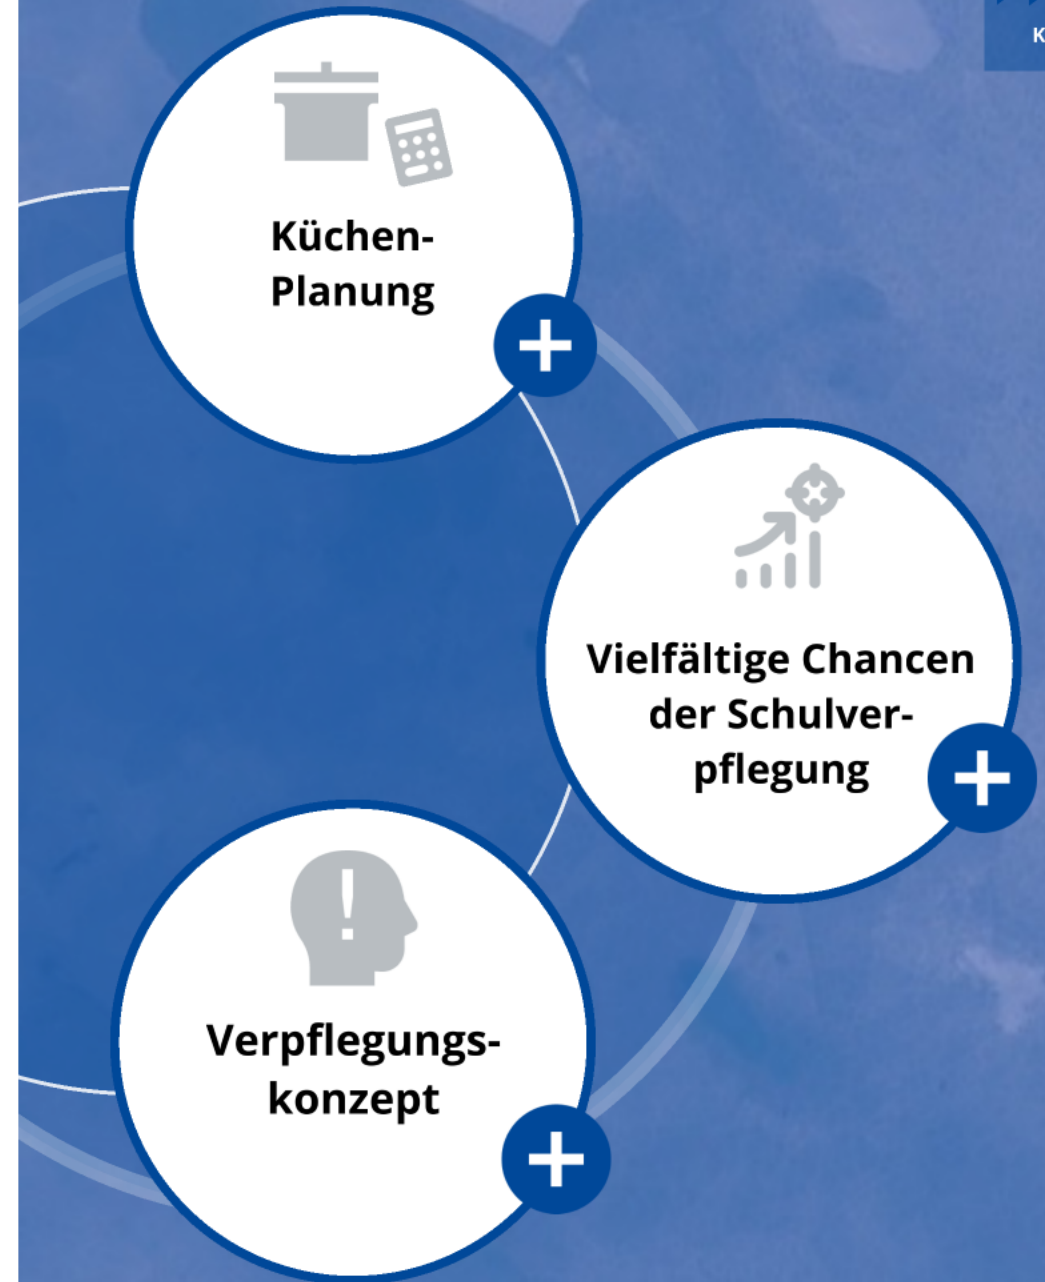 K
Küchen-
Planung
Vielfältige Chancen
der Schulver-
pflegung
Verpflegungs-
konzept